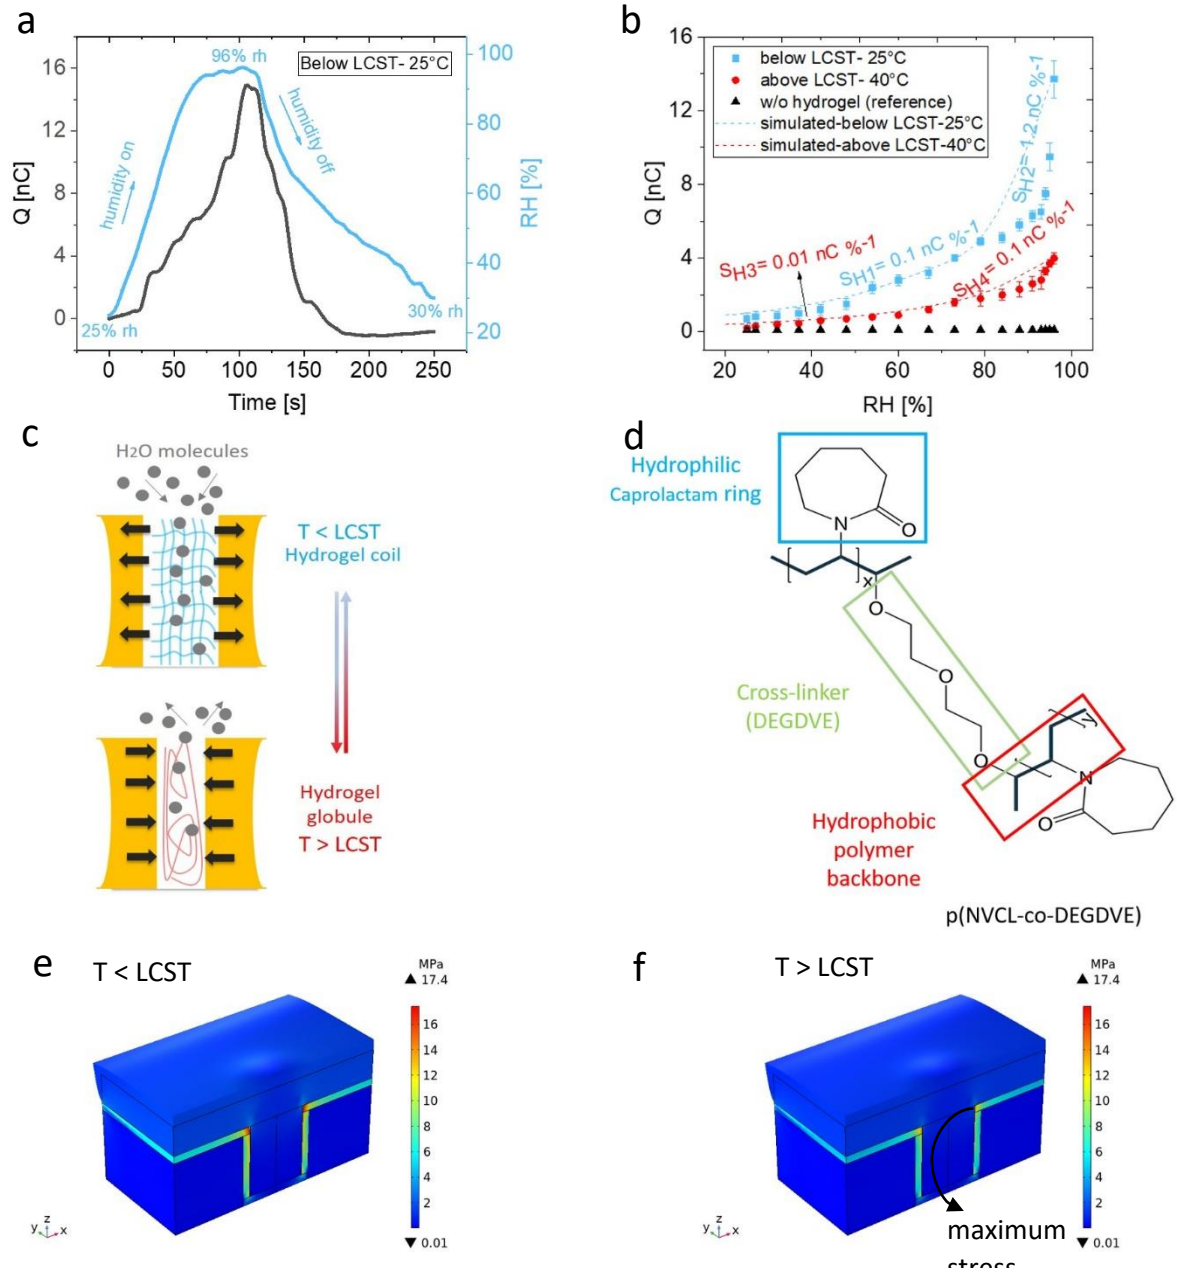 a
16
12
8
4
0
Q [nC]
0
50
100
150
200
250
Time [s]
100
80
60
40
20
RH [%]
96% rh
Below LCST- 25°C
humidity on
humidity off
25% rh
30% rh
b
16
12
8
4
0
Q [nC]
below LCST- 25°C
above LCST- 40°C
w/o hydrogel (reference)
simulated-below LCST-25°C
simulated-above LCST-40°C
SH3= 0.01 nC %-1
SH1= 0.1 nC %-1
SH2= 1.2 nC %-1
SH4= 0.1 nC %-1
20
40
60
80
100
RH [%]
c
H2O molecules
T < LCST
Hydrogel coil
Hydrogel
globule
T > LCST
d
Hydrophilic
Caprolactam ring
N
O
x
O
O
O
Cross-linker
(DEGDVE)
y
N
O
Hydrophobic
polymer
backbone
p(NVCL-co-DEGDVE)
e
T < LCST
MPa
▲ 17.4
16
14
12
10
8
6
4
2
▼ 0.01
y z x
f
T > LCST
MPa
▲ 17.4
16
14
12
10
8
6
4
2
▼ 0.01
y z x
maximum
stress